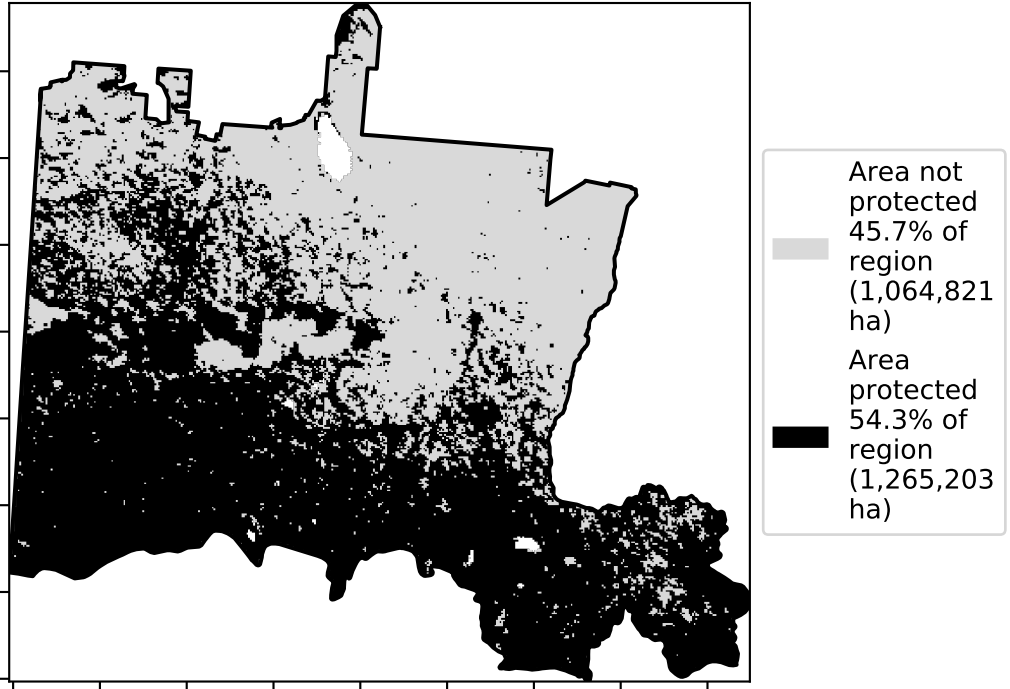 Area not
protected
45.7% of
region
(1,064,821
ha)
Area
protected
54.3% of
region
(1,265,203
ha)